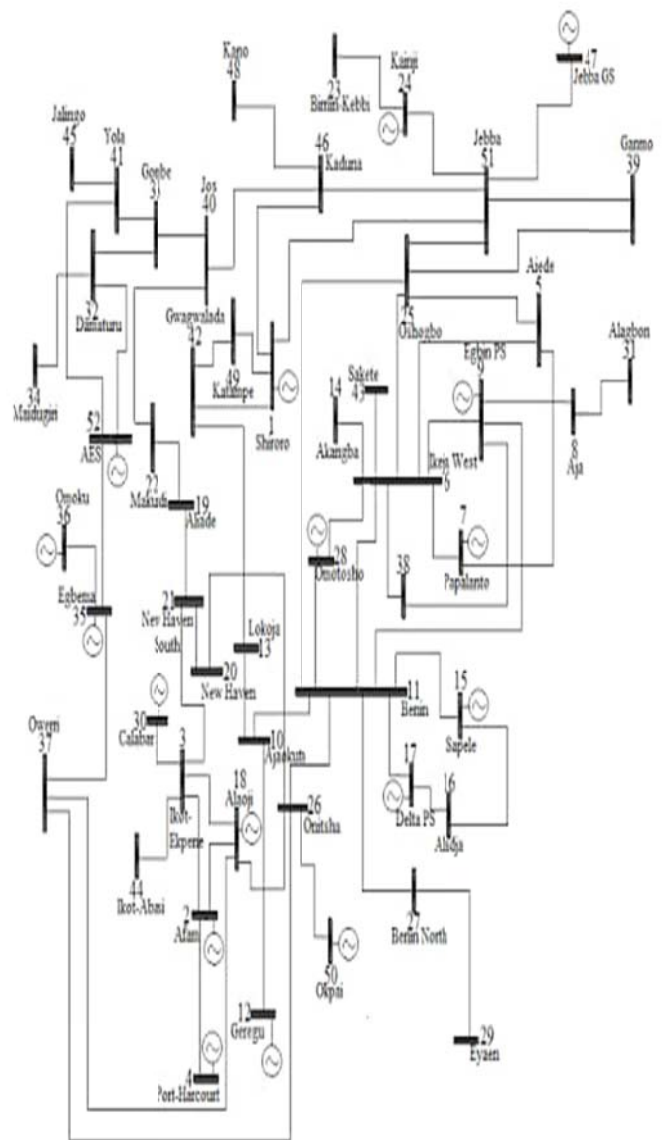 Kano
48
23
Birnin-Kebbi
Kainji
24
47
Jebba GS
Jalingo
45
Yola
41
Gombe
Jos
40
46
Kaduna
Jebba
51
Ganmo
39
32
Damaturu
Gwagwalada
42
49
Katampe
1
Shiroro
25
Oshogbo
Aiede
5
Egbin PS
9
Alagbon
31
8
Aja
34
Maidugiri
52
AES
22
Makudi
19
Aliade
14
Akangba
Sakete
43
Ikeja West
6
7
Papalanto
Omoku
36
Egbema
35
21
New Haven
South
20
New Haven
Lokoja
13
28
Omotosho
38
11
Benin
Owerri
37
30
Calabar
3
Ikot-
Ekpene
10
Ajaokuta
18
Alaoji
26
Onitsha
15
Sapele
17
Delta PS
16
Aladja
44
Ikot-Abasi
2
Afam
27
Benin North
50
Okpai
12
Geregu
4
Port-Harcourt
29
Eyaen